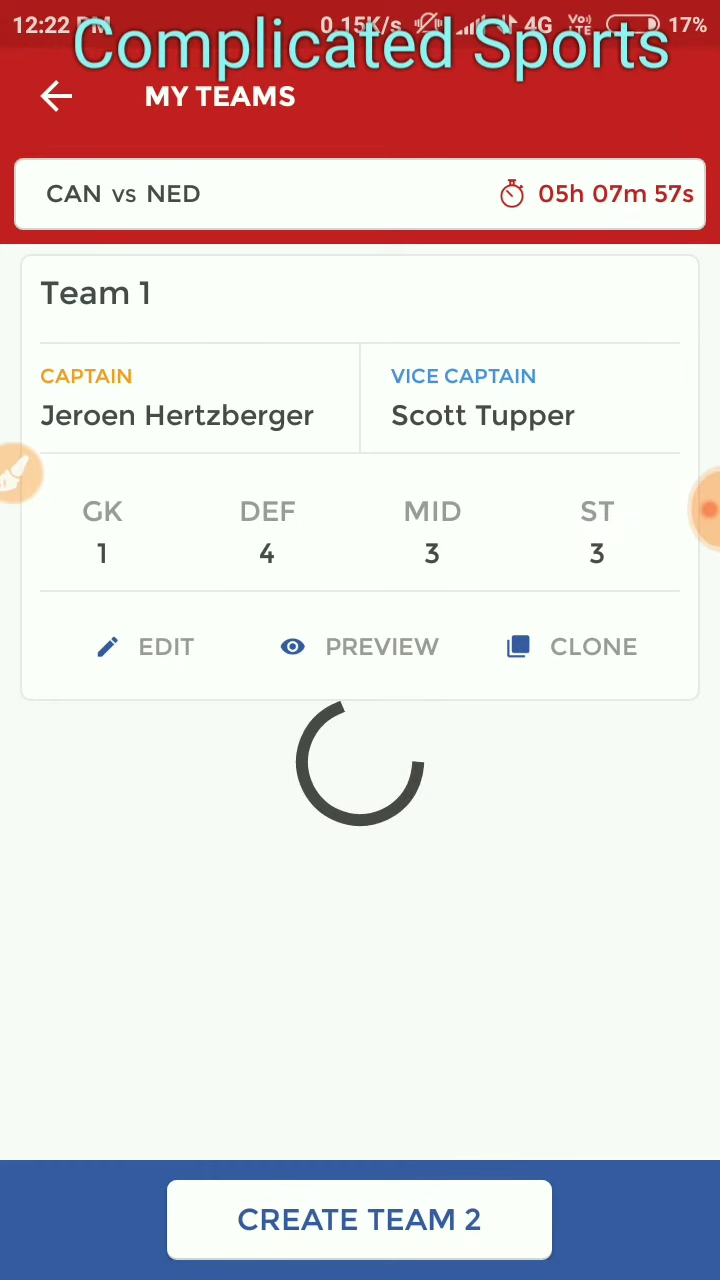 12:22 PM 0.15K/s 4G VoLTE 17%
Complicated Sports
MY TEAMS
CAN vs NED 05h 07m 57s
Team 1
CAPTAIN VICE CAPTAIN
Jeroen Hertzberger Scott Tupper
GK DEF MID ST
1 4 3 3
EDIT PREVIEW CLONE
CREATE TEAM 2